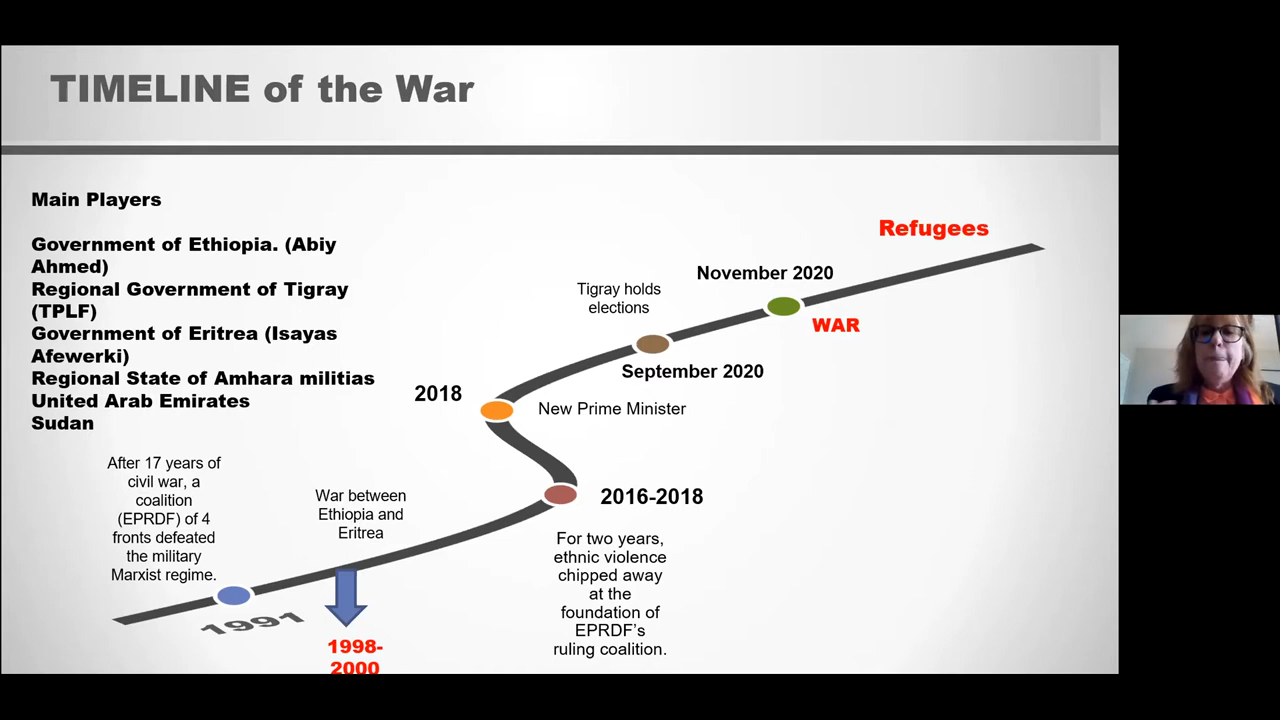 TIMELINE of the War
Main Players
Government of Ethiopia. (Abiy
Ahmed)
Regional Government of Tigray
(TPLF)
Government of Eritrea (Isayas
Afewerki)
Regional State of Amhara militias
United Arab Emirates
Sudan
After 17 years of
civil war, a
coalition
(EPRDF) of 4
fronts defeated
the military
Marxist regime.
1991
War between
Ethiopia and
Eritrea
1998-
2000
2016-2018
For two years,
ethnic violence
chipped away
at the
foundation of
EPRDF's
ruling coalition.
2018
New Prime Minister
Tigray holds
elections
September 2020
November 2020
WAR
Refugees